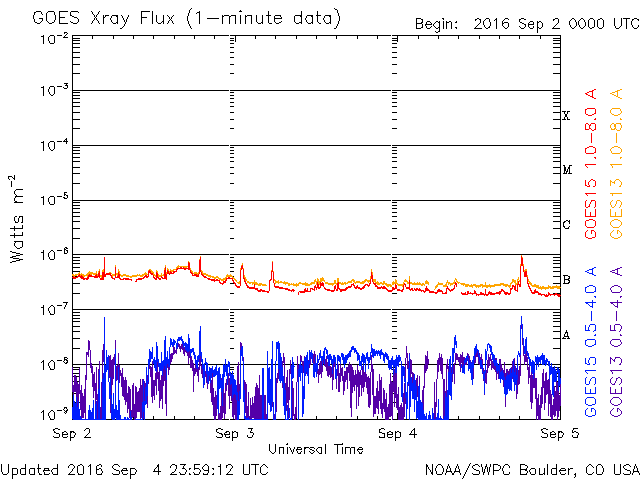 GOES Xray Flux (1-minute data)
Begin: 2016 Sep 2 0000 UTC
10-2
10-3
10-4
10-5
10-6
10-7
10-8
10-9
Watts m-2
X
M
C
B
A
GOES15 1.0-8.0 A
GOES13 1.0-8.0 A
GOES15 0.5-4.0 A
GOES13 0.5-4.0 A
Sep 2
Sep 3
Sep 4
Sep 5
Universal Time
Updated 2016 Sep 4 23:59:12 UTC
NOAA/SWPC Boulder, CO USA